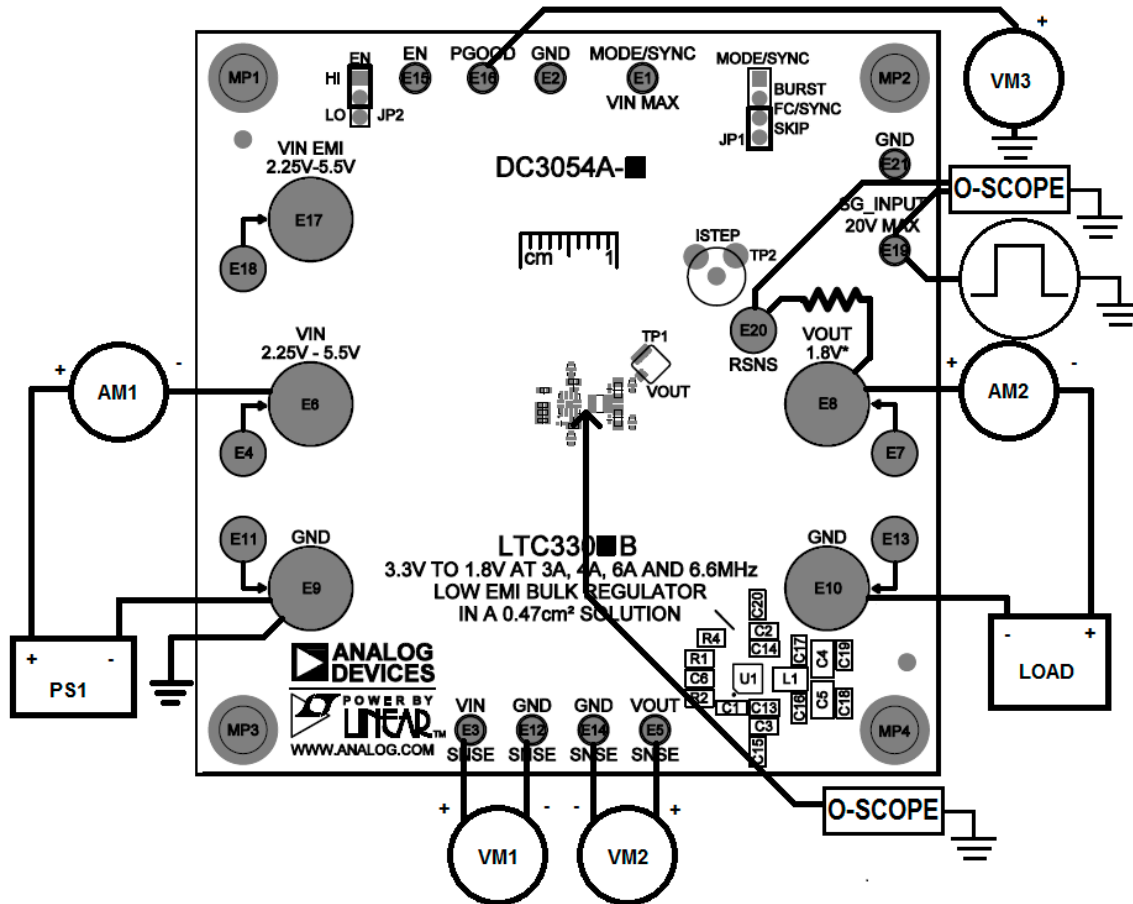 +
VM3
MP1
EN
HI
LO
JP2
EN
E15
PGOOD
E16
GND
E2
MODE/SYNC
E1
VIN MAX
MODE/SYNC
BURST
FC/SYNC
SKIP
JP1
MP2
GND
E21
O-SCOPE
SG_INPUT
20V MAX
E19
DC3054A-■
VIN EMI
2.25V-5.5V
E17
E18
cm 1
ISTEP
TP2
E20
RSNS
TP1
VOUT
VIN
2.25V - 5.5V
+ AM1 -
E6
E4
VOUT
1.8V*
+ AM2 -
E8
E7
E11
GND
E9
GND
E13
E10
LTC330■B
3.3V TO 1.8V AT 3A, 4A, 6A AND 6.6MHz
LOW EMI BULK REGULATOR
IN A 0.47cm² SOLUTION
+ -
PS1
- +
LOAD
ANALOG
DEVICES
POWER BY
LINEAR™
WWW.ANALOG.COM
C20
R4
C2
C14
R1
C6
R2
U1
C17
L1
C4
C19
C1
C13
C3
C15
C16
C5
C18
MP3
VIN
E3
SNSE
GND
E12
SNSE
GND
E14
SNSE
VOUT
E5
SNSE
MP4
+ VM1 -
- VM2 +
O-SCOPE